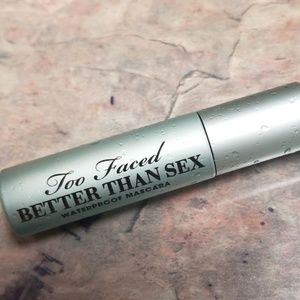 Too Faced
BETTER THAN SEX
WATERPROOF MASCARA